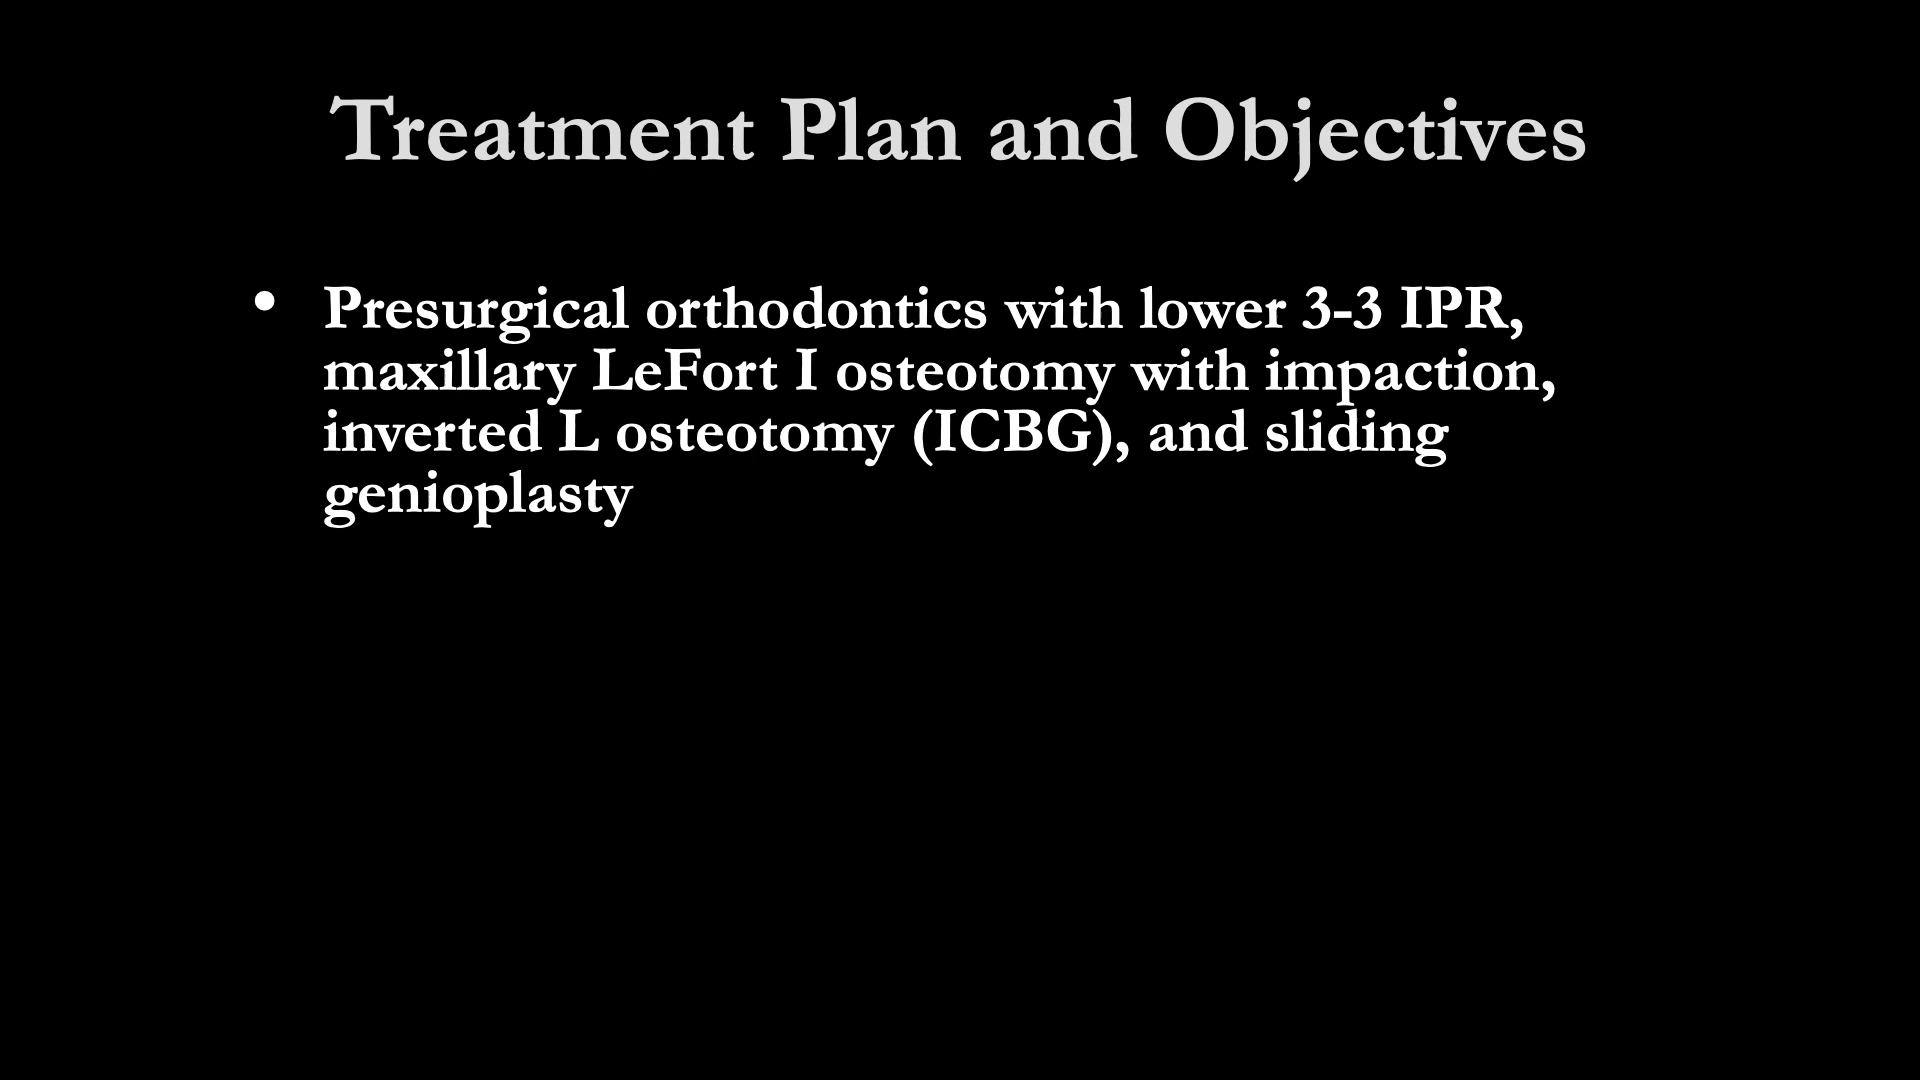 Treatment Plan and Objectives
• Presurgical orthodontics with lower 3-3 IPR,
maxillary LeFort I osteotomy with impaction,
inverted L osteotomy (ICBG), and sliding
genioplasty